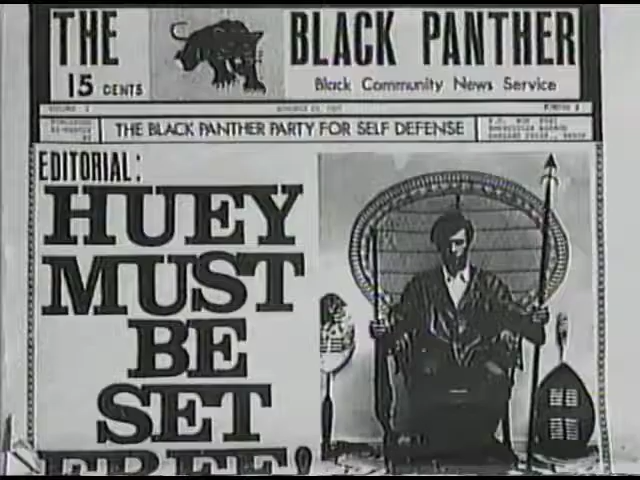 THE BLACK PANTHER
15 CENTS
Black Community News Service
VOLUME
THE BLACK PANTHER PARTY FOR SELF DEFENSE
EDITORIAL:
HUEY
MUST
BE
SET
FREE!